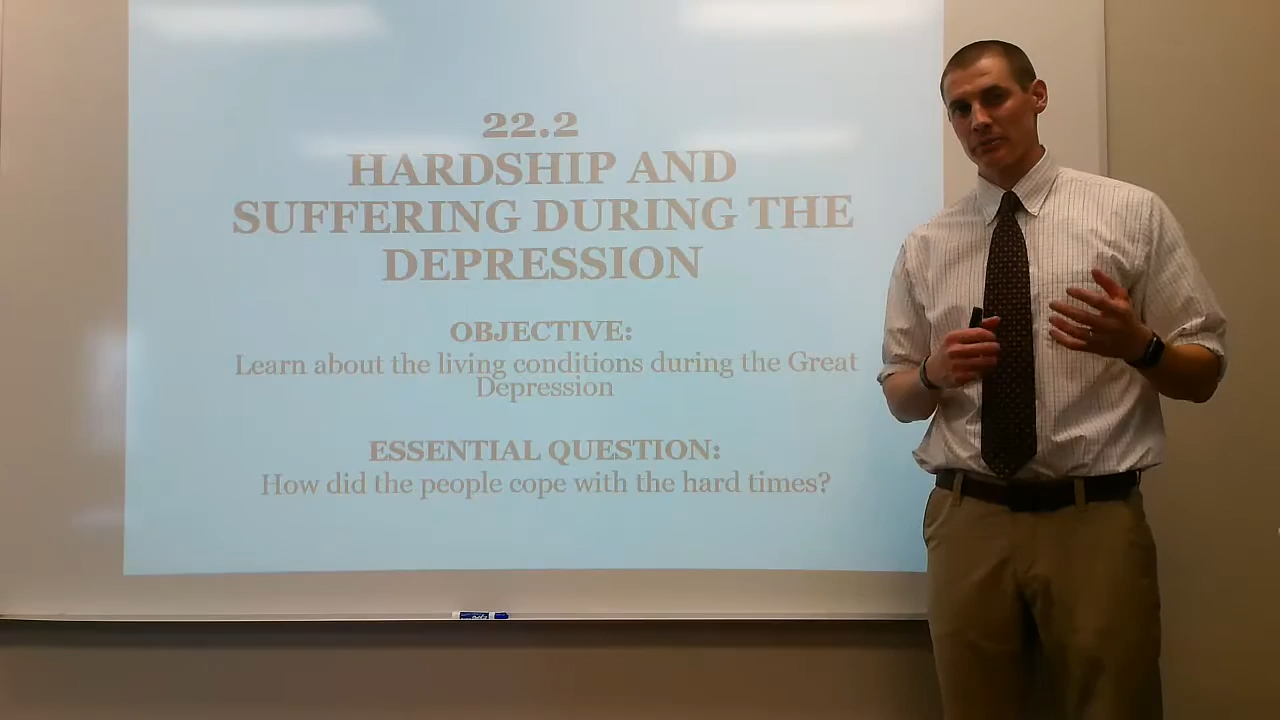 22.2
HARDSHIP AND
SUFFERING DURING THE
DEPRESSION
OBJECTIVE:
Learn about the living conditions during the Great
Depression
ESSENTIAL QUESTION:
How did the people cope with the hard times?